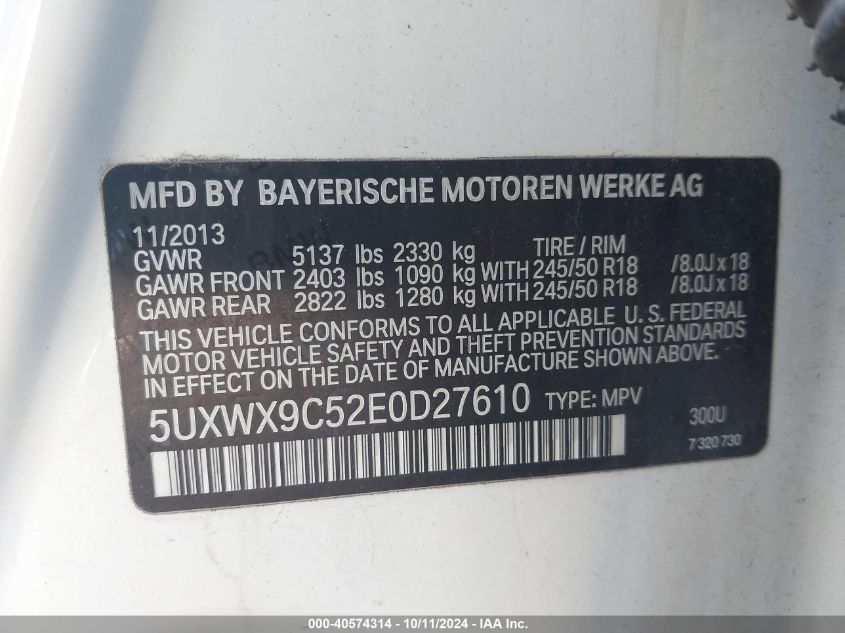 MFD BY BAYERISCHE MOTOREN WERKE AG
11/2013
GVWR 5137 lbs 2330 kg TIRE / RIM
GAWR FRONT 2403 lbs 1090 kg WITH 245/50 R18 /8.0J x 18
GAWR REAR 2822 lbs 1280 kg WITH 245/50 R18 /8.0J x 18
THIS VEHICLE CONFORMS TO ALL APPLICABLE U. S. FEDERAL
MOTOR VEHICLE SAFETY AND THEFT PREVENTION STANDARDS
IN EFFECT ON THE DATE OF MANUFACTURE SHOWN ABOVE.
5UXWX9C52E0D27610 TYPE: MPV 300U
7 320 730
000-40574314 - 10/11/2024 - IAA Inc.